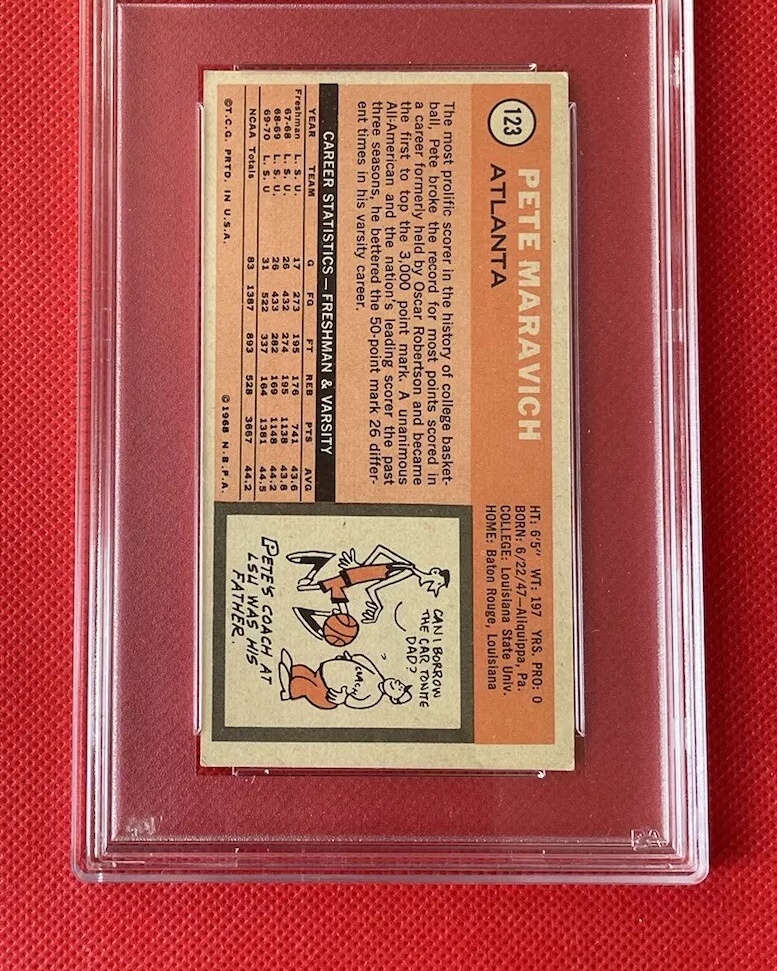 123
PETE MARAVICH
ATLANTA
HT: 6'5" WT: 197 YRS. PRO: 0
BORN: 6/22/47—Aliquippa, Pa.
COLLEGE: Louisiana State Univ.
HOME: Baton Rouge, Louisiana
The most prolific scorer in the history of college basket-
ball, Pete broke the record for most points scored in
a career formerly held by Oscar Robertson and became
the first to top the 3,000 point mark. A unanimous
All-American and the nation's leading scorer the past
three seasons, he bettered the 50-point mark 26 differ-
ent times in his varsity career.
CAREER STATISTICS — FRESHMAN & VARSITY
YEAR TEAM G FG FT REB PTS AVG
Freshman L. S. U. 17 273 195 176 741 43.6
67-68 L. S. U. 26 432 274 195 1138 43.8
68-69 L. S. U. 26 433 282 169 1148 44.2
69-70 L. S. U 31 522 337 164 1381 44.5
NCAA Totals 83 1387 893 528 3667 44.2
©T.C.G. PRTD. IN U.S.A. ©1968 N.B.P.A.
CAN I BORROW
THE CAR TONITE
DAD?
COACH
PETE'S COACH AT
LSU WAS HIS
FATHER.